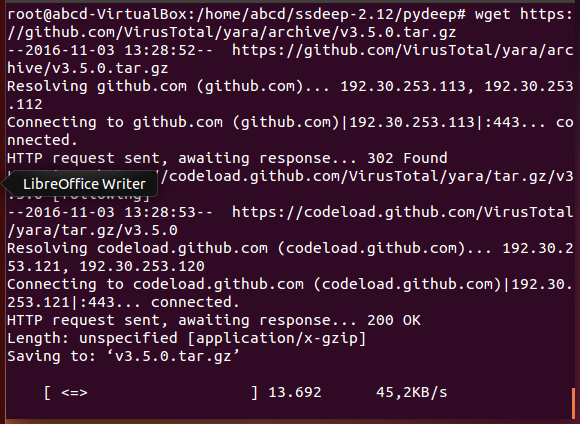 root@abcd-VirtualBox:/home/abcd/ssdeep-2.12/pydeep# wget https:
//github.com/VirusTotal/yara/archive/v3.5.0.tar.gz
--2016-11-03 13:28:52--  https://github.com/VirusTotal/yara/arc
hive/v3.5.0.tar.gz
Resolving github.com (github.com)... 192.30.253.113, 192.30.253
.112
Connecting to github.com (github.com)|192.30.253.113|:443... co
nnected.
HTTP request sent, awaiting response... 302 Found
//codeload.github.com/VirusTotal/yara/tar.gz/v3
LibreOffice Writer
[following]
--2016-11-03 13:28:53--  https://codeload.github.com/VirusTotal
/yara/tar.gz/v3.5.0
Resolving codeload.github.com (codeload.github.com)... 192.30.2
53.121, 192.30.253.120
Connecting to codeload.github.com (codeload.github.com)|192.30.
253.121|:443... connected.
HTTP request sent, awaiting response... 200 OK
Length: unspecified [application/x-gzip]
Saving to: ‘v3.5.0.tar.gz’
[ <=>                    ] 13.692      45,2KB/s